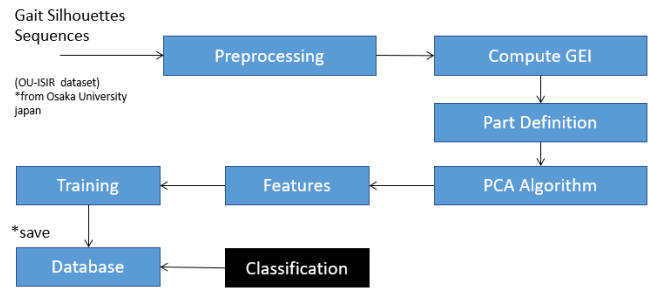 Gait Silhouettes
Sequences
Preprocessing
Compute GEI
(OU-ISIR dataset)
*from Osaka University
japan
Part Definition
Training
Features
PCA Algorithm
*save
Database
Classification